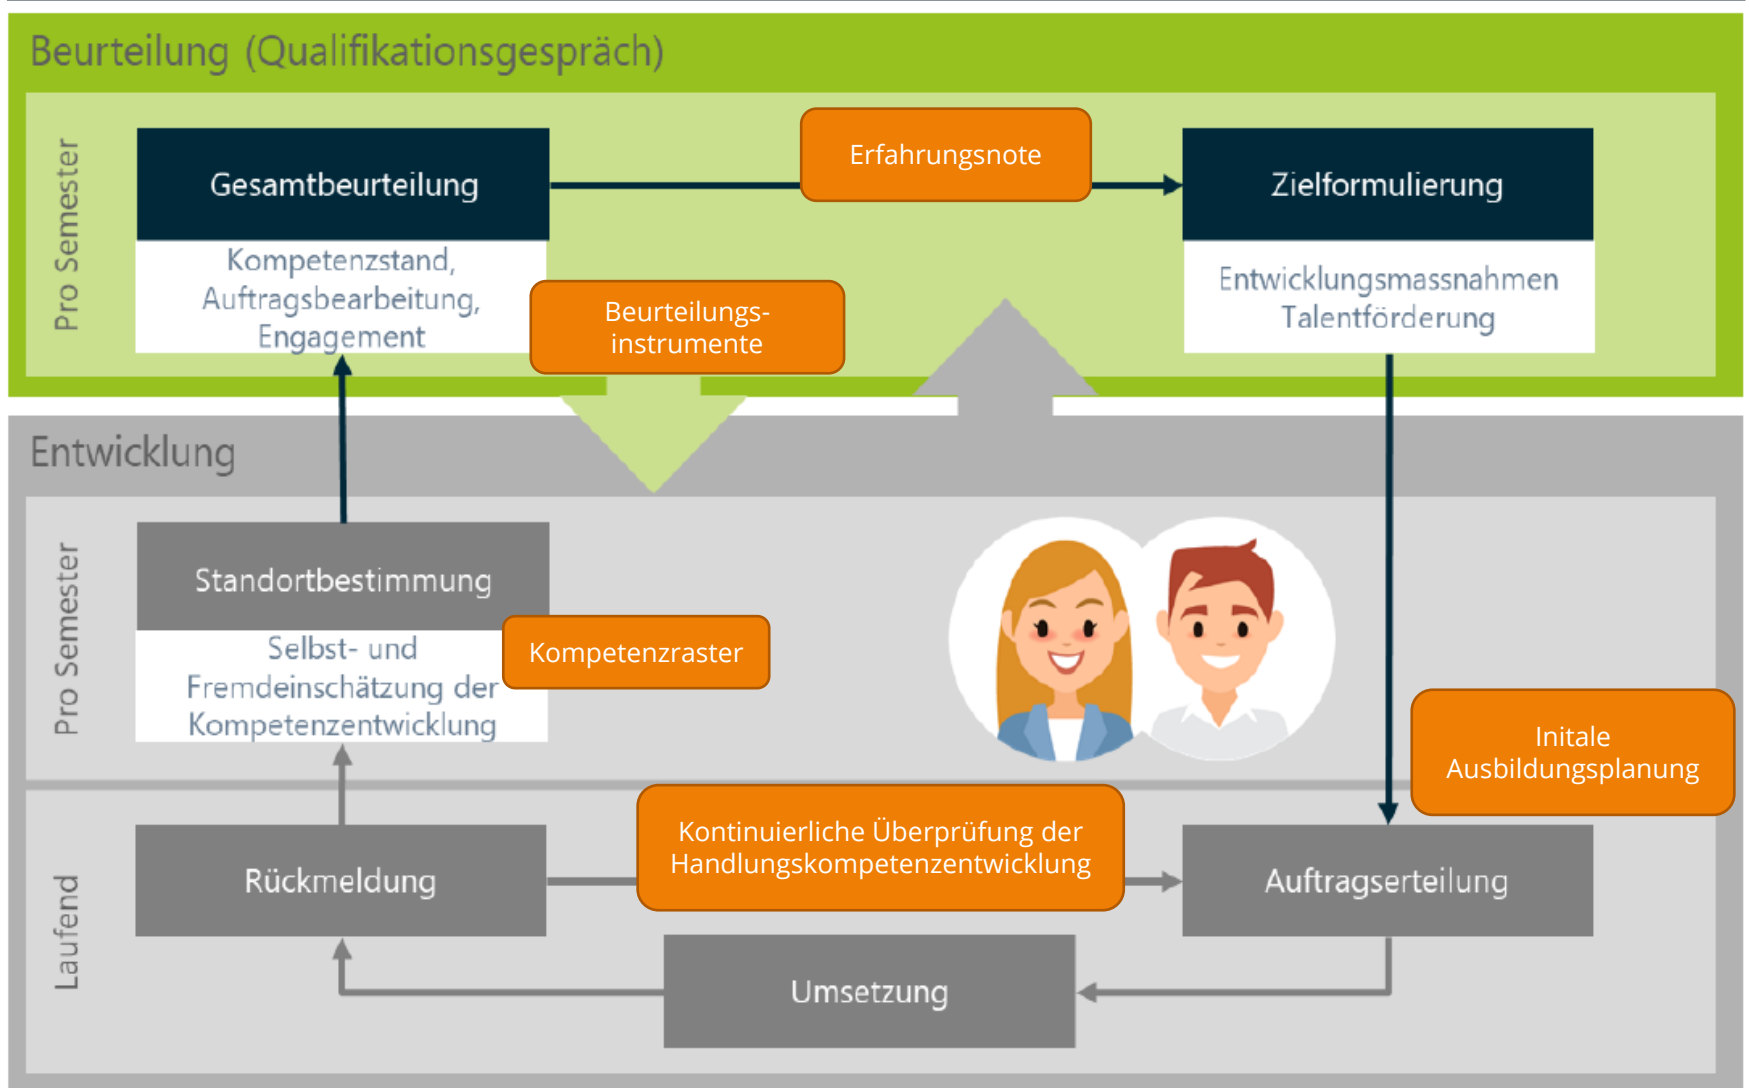 Beurteilung (Qualifikationsgespräch)
Pro Semester
Gesamtbeurteilung
Kompetenzstand,
Auftragsbearbeitung,
Engagement
Erfahrungsnote
Zielformulierung
Entwicklungsmassnahmen
Talentförderung
Beurteilungs-
instrumente
Entwicklung
Pro Semester
Standortbestimmung
Selbst- und
Fremdeinschätzung der
Kompetenzentwicklung
Kompetenzraster
Initale
Ausbildungsplanung
Laufend
Rückmeldung
Kontinuierliche Überprüfung der
Handlungskompetenzentwicklung
Auftragserteilung
Umsetzung